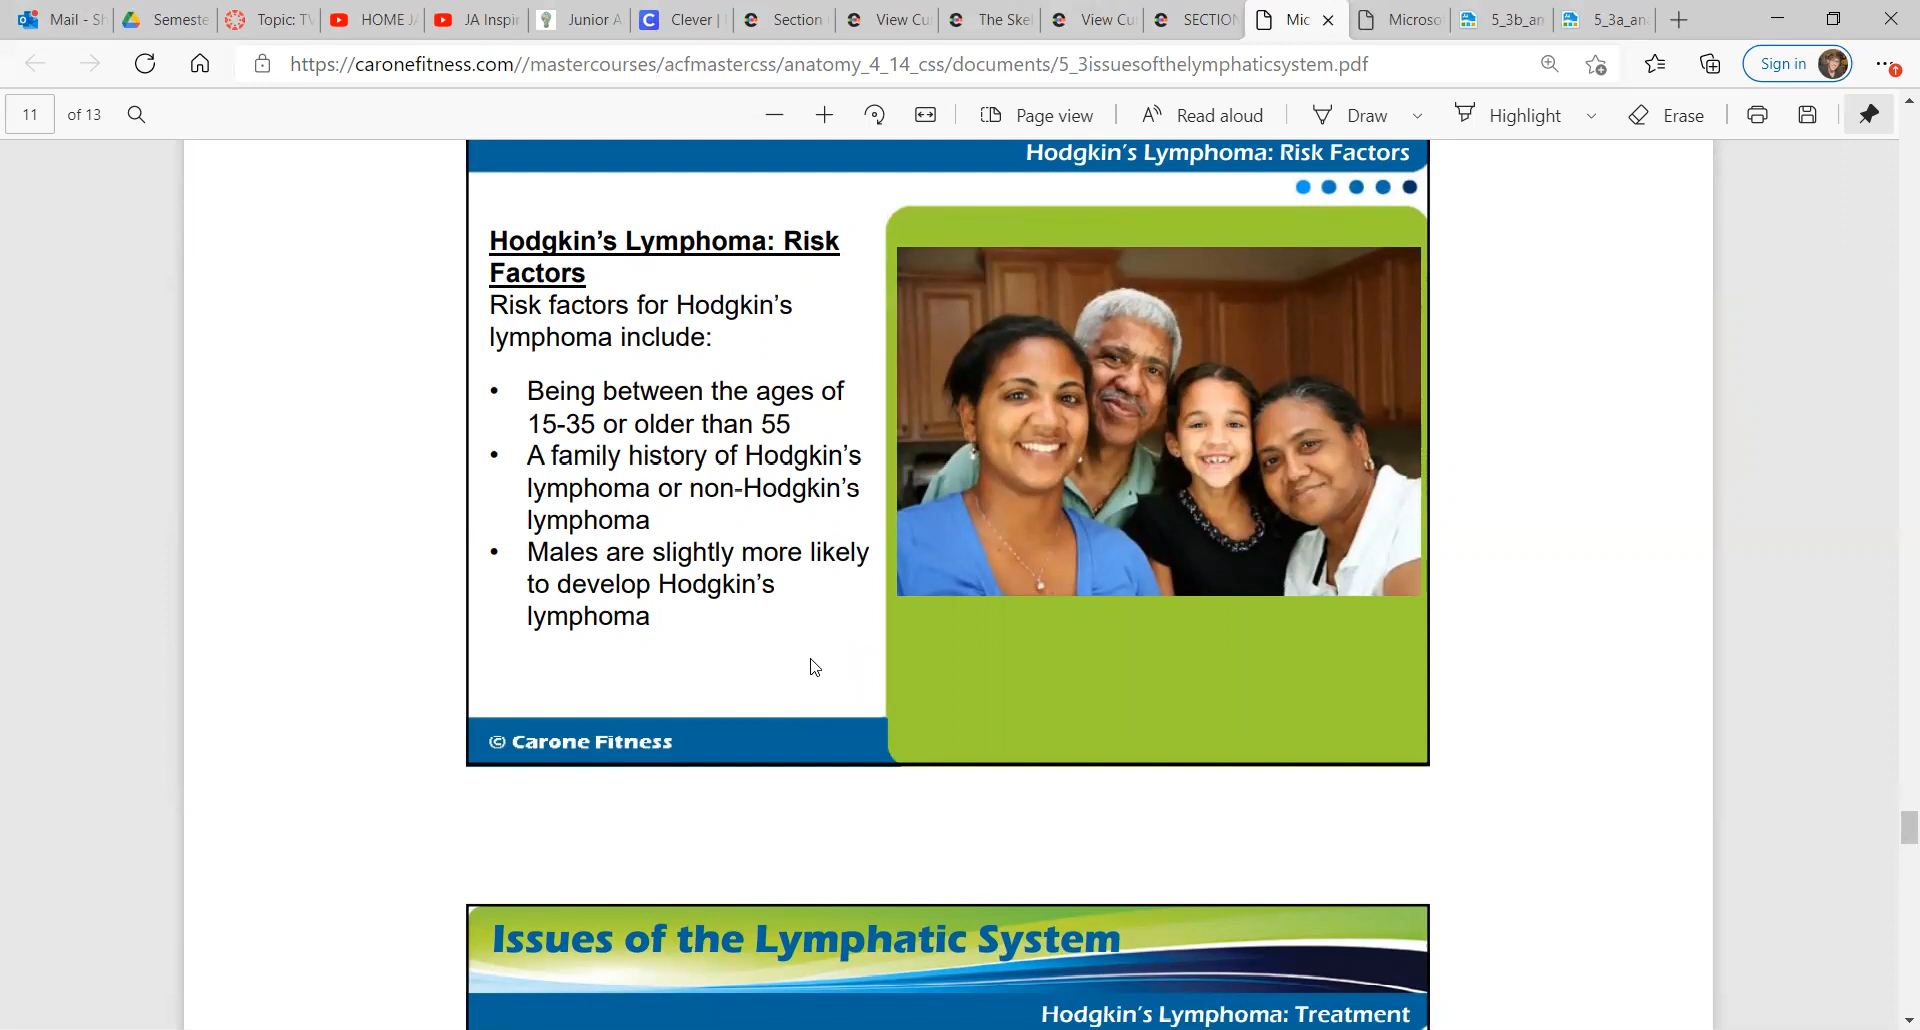 Mail - Sh
Semeste
Topic: TV
HOME JA
JA Inspir
Junior A
Clever |
Section
View Cu
The Skel
View Cu
SECTION
Mic
Microso
5_3b_an
5_3a_ana
https://caronefitness.com//mastercourses/acfmastercss/anatomy_4_14_css/documents/5_3issuesofthelymphaticsystem.pdf
Sign in
11 of 13
Page view
Read aloud
Draw
Highlight
Erase
Hodgkin's Lymphoma: Risk Factors
Hodgkin's Lymphoma: Risk
Factors
Risk factors for Hodgkin's
lymphoma include:
• Being between the ages of
15-35 or older than 55
• A family history of Hodgkin's
lymphoma or non-Hodgkin's
lymphoma
• Males are slightly more likely
to develop Hodgkin's
lymphoma
© Carone Fitness
Issues of the Lymphatic System
Hodgkin's Lymphoma: Treatment